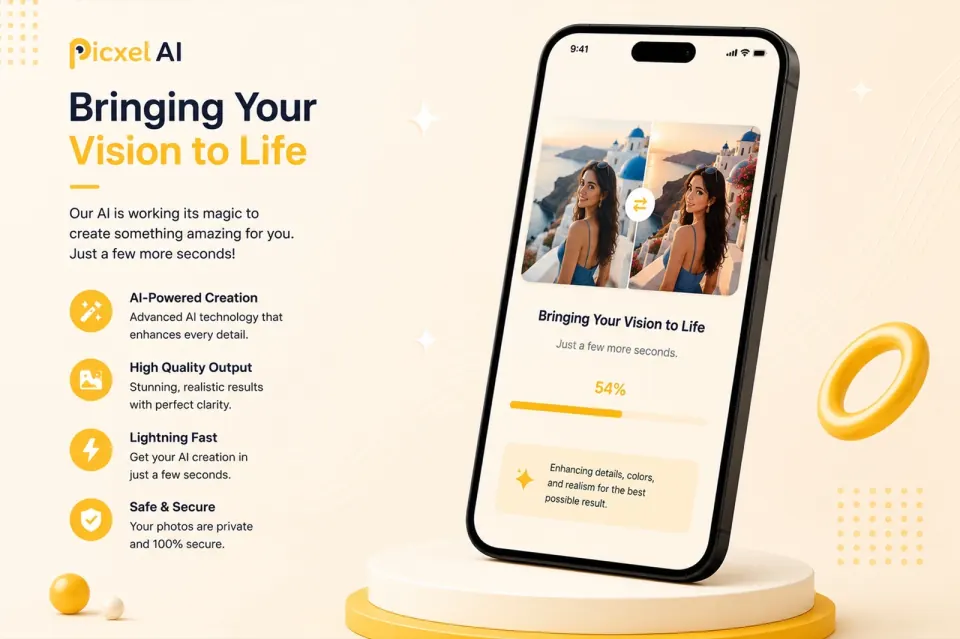 Picxel AI
Bringing Your
Vision to Life
Our AI is working its magic to
create something amazing for you.
Just a few more seconds!
AI-Powered Creation
Advanced AI technology that
enhances every detail.
High Quality Output
Stunning, realistic results
with perfect clarity.
Lightning Fast
Get your AI creation in
just a few seconds.
Safe & Secure
Your photos are private
and 100% secure.
9:41
Bringing Your Vision to Life
Just a few more seconds.
54%
Enhancing details, colors,
and realism for the best
possible result.